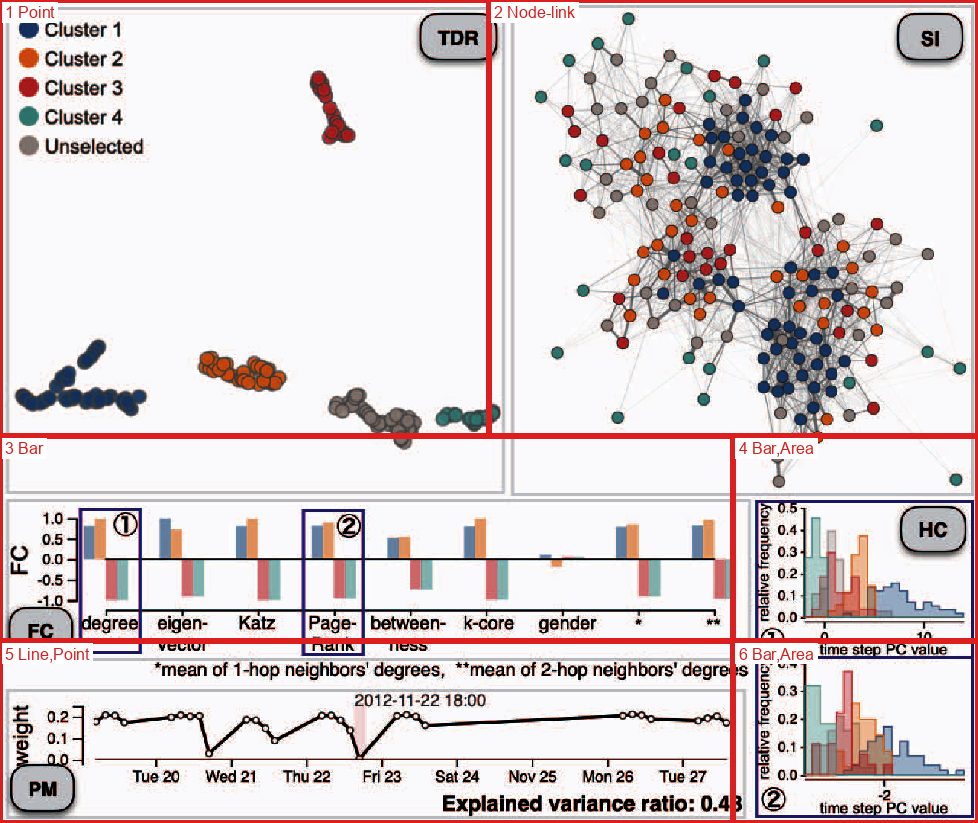 1 Point
2 Node-link
Cluster 1
Cluster 2
Cluster 3
Cluster 4
Unselected
TDR
SI
3 Bar
4 Bar,Area
FC
1.0
0.5
0.0
-0.5
-1.0
①
②
degree
eigen-
vector
Katz
Page-
Rank
between-
ness
k-core
gender
*
**
FC
HC
relative frequency
0.5
0.4
0.3
0.2
0.1
0.0
0
10
time step PC value
①
5 Line,Point
*mean of 1-hop neighbors' degrees, **mean of 2-hop neighbors' degrees
2012-11-22 18:00
weight
0.2
0.1
0.0
Tue 20
Wed 21
Thu 22
Fri 23
Sat 24
Nov 25
Mon 26
Tue 27
PM
Explained variance ratio: 0.43
6 Bar,Area
relative frequency
0.4
0.3
0.2
0.1
0.0
-2
②
time step PC value